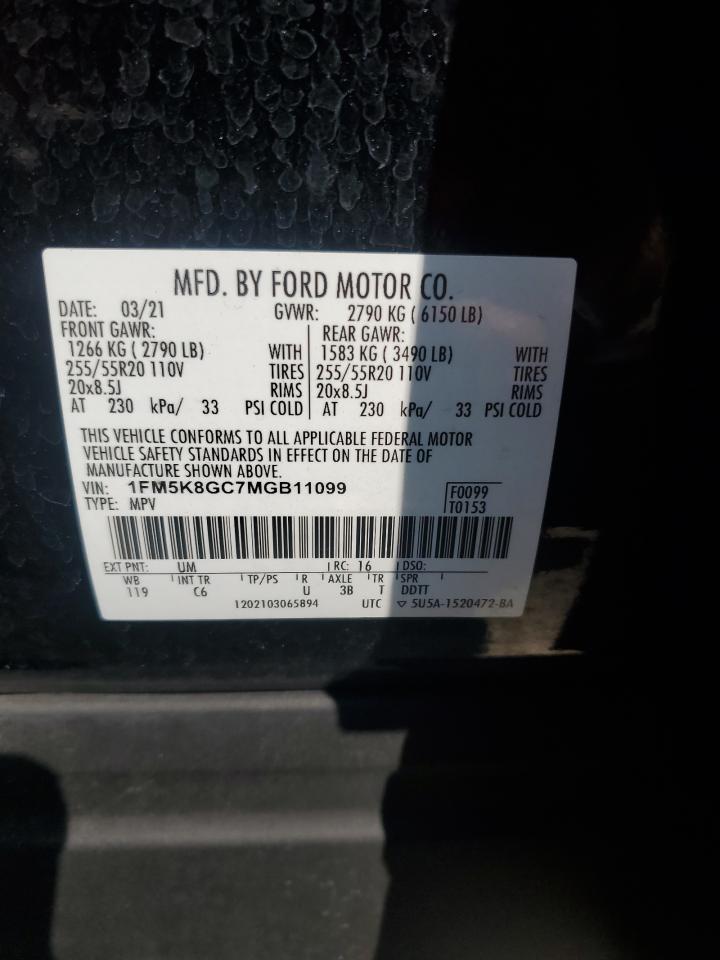 MFD. BY FORD MOTOR CO.
DATE: 03/21 GVWR: 2790 KG ( 6150 LB)
FRONT GAWR: REAR GAWR:
1266 KG ( 2790 LB) WITH 1583 KG ( 3490 LB) WITH
255/55R20 110V TIRES 255/55R20 110V TIRES
20x8.5J RIMS 20x8.5J RIMS
AT 230 kPa/ 33 PSI COLD AT 230 kPa/ 33 PSI COLD
THIS VEHICLE CONFORMS TO ALL APPLICABLE FEDERAL MOTOR
VEHICLE SAFETY STANDARDS IN EFFECT ON THE DATE OF
MANUFACTURE SHOWN ABOVE.
VIN: 1FM5K8GC7MGB11099 F0099
TYPE: MPV T0153
EXT PNT: UM RC: 16 DSO:
WB INT TR TP/PS R AXLE TR SPR
119 C6 U 3B T DDTT
1202103065894 UTC ▽ 5U5A-1520472-BA